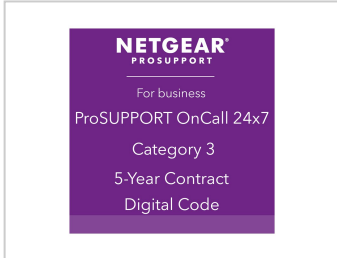 NETGEAR®
PROSUPPORT
For business
ProSUPPORT OnCall 24x7
Category 3
5-Year Contract
Digital Code